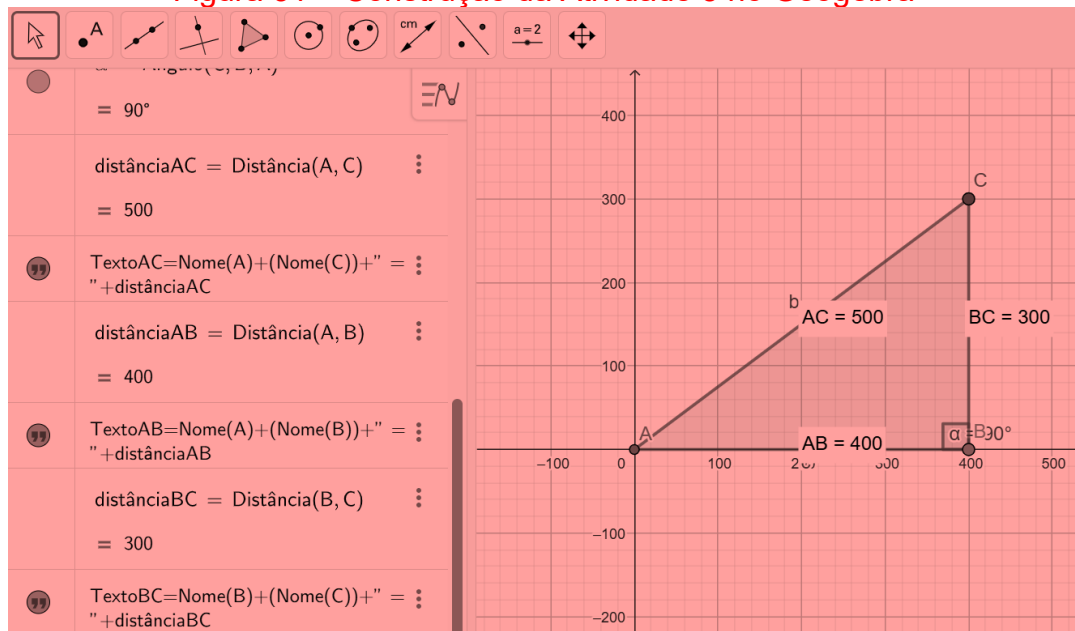 cm
A
a=2
= 90°
distânciaAC = Distância(A, C)
= 500
TextoAC=Nome(A)+(Nome(C))+" =
"+distânciaAC
distânciaAB = Distância(A, B)
= 400
TextoAB=Nome(A)+(Nome(B))+" =
"+distânciaAB
distânciaBC = Distância(B, C)
= 300
TextoBC=Nome(B)+(Nome(C))+" =
"+distânciaBC
400
C
300
200
b
AC = 500
BC = 300
100
A
AB = 400
α = 90°
B
−100
0
100
400
500
−100
−200